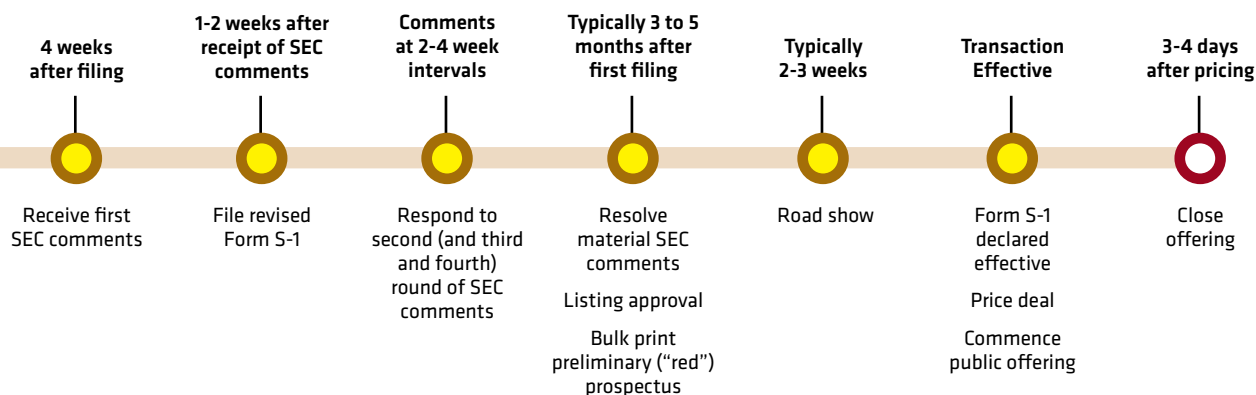 4 weeks
after filing
Receive first
SEC comments
1-2 weeks after
receipt of SEC
comments
File revised
Form S-1
Comments
at 2-4 week
intervals
Respond to
second (and third
and fourth)
round of SEC
comments
Typically 3 to 5
months after
first filing
Resolve
material SEC
comments
Listing approval
Bulk print
preliminary (“red”)
prospectus
Typically
2-3 weeks
Road show
Transaction
Effective
Form S-1
declared
effective
Price deal
Commence
public offering
3-4 days
after pricing
Close
offering